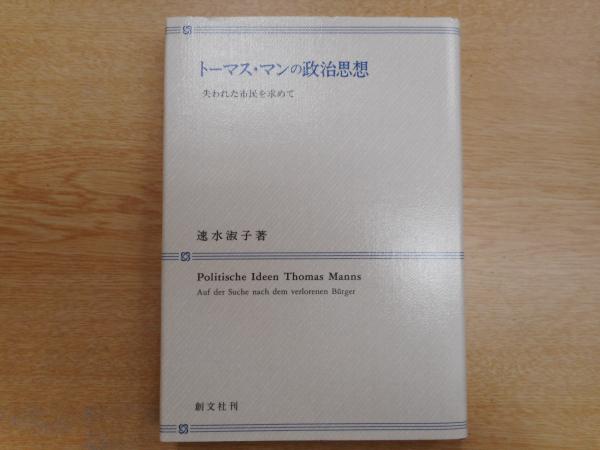 トーマス・マンの政治思想
失われた市民を求めて
速水淑子著
Politische Ideen Thomas Manns
Auf der Suche nach dem verlorenen Bürger
創文社刊